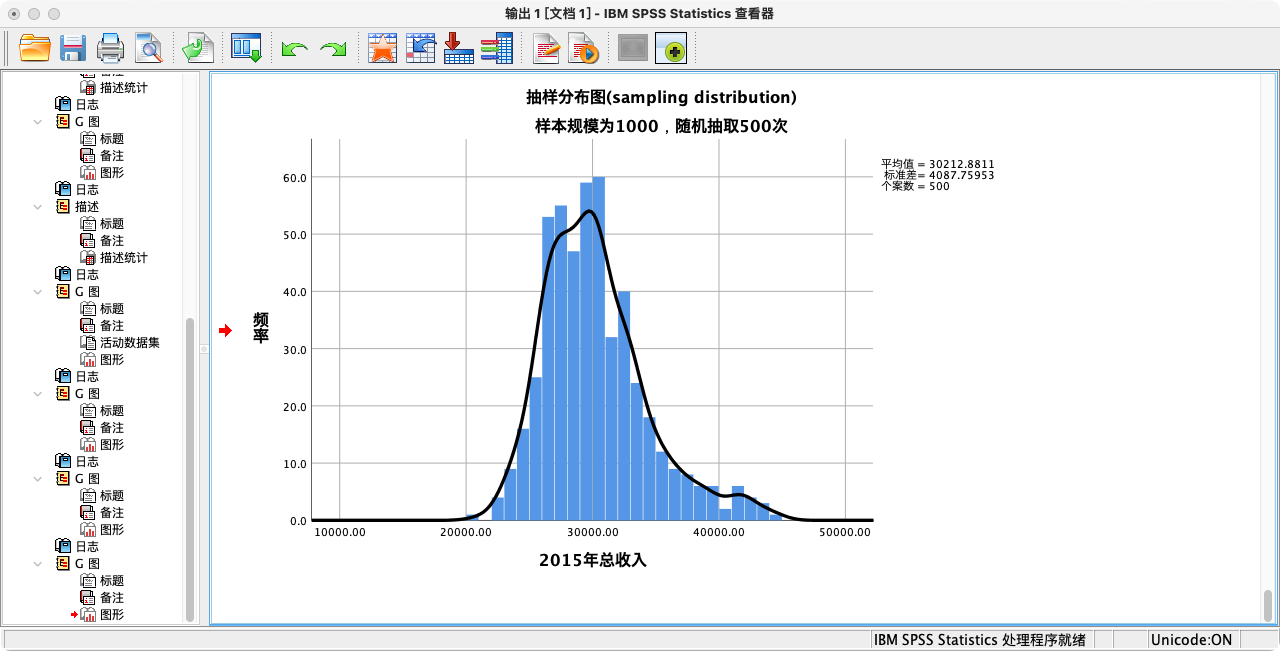 输出 1 [文档 1] - IBM SPSS Statistics 查看器
描述统计
日志
G 图
标题
备注
图形
日志
描述
标题
备注
描述统计
日志
G 图
标题
备注
活动数据集
图形
日志
G 图
标题
备注
图形
日志
G 图
标题
备注
图形
日志
G 图
标题
备注
图形
抽样分布图(sampling distribution)
样本规模为1000，随机抽取500次
平均值 = 30212.8811
标准差= 4087.75953
个案数 = 500
60.0
50.0
40.0
30.0
20.0
10.0
0.0
频率
10000.00 20000.00 30000.00 40000.00 50000.00
2015年总收入
IBM SPSS Statistics 处理程序就绪 Unicode:ON